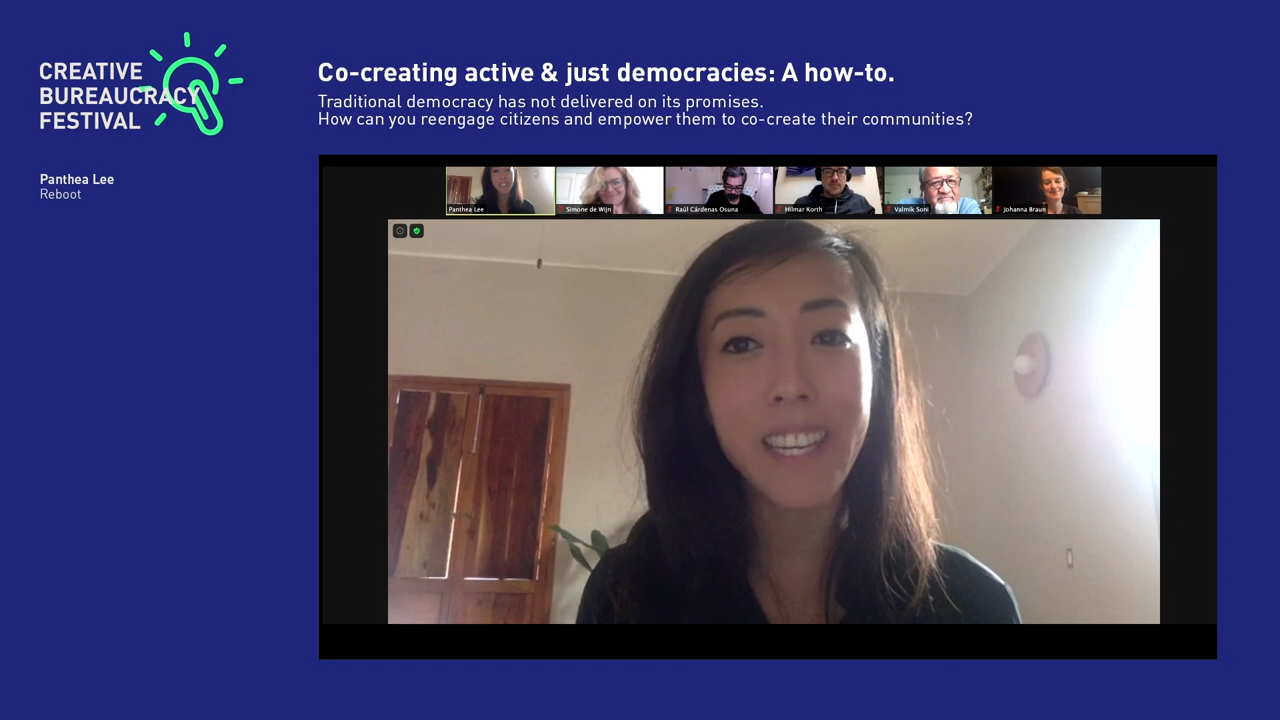 CREATIVE
BUREAUCRACY
FESTIVAL
Co-creating active & just democracies: A how-to.
Traditional democracy has not delivered on its promises.
How can you reengage citizens and empower them to co-create their communities?
Panthea Lee
Reboot
Panthea Lee
Simone de Wijn
Raúl Cárdenas Osuna
Hilmar Korth
Valmik Soni
Johanna Braun